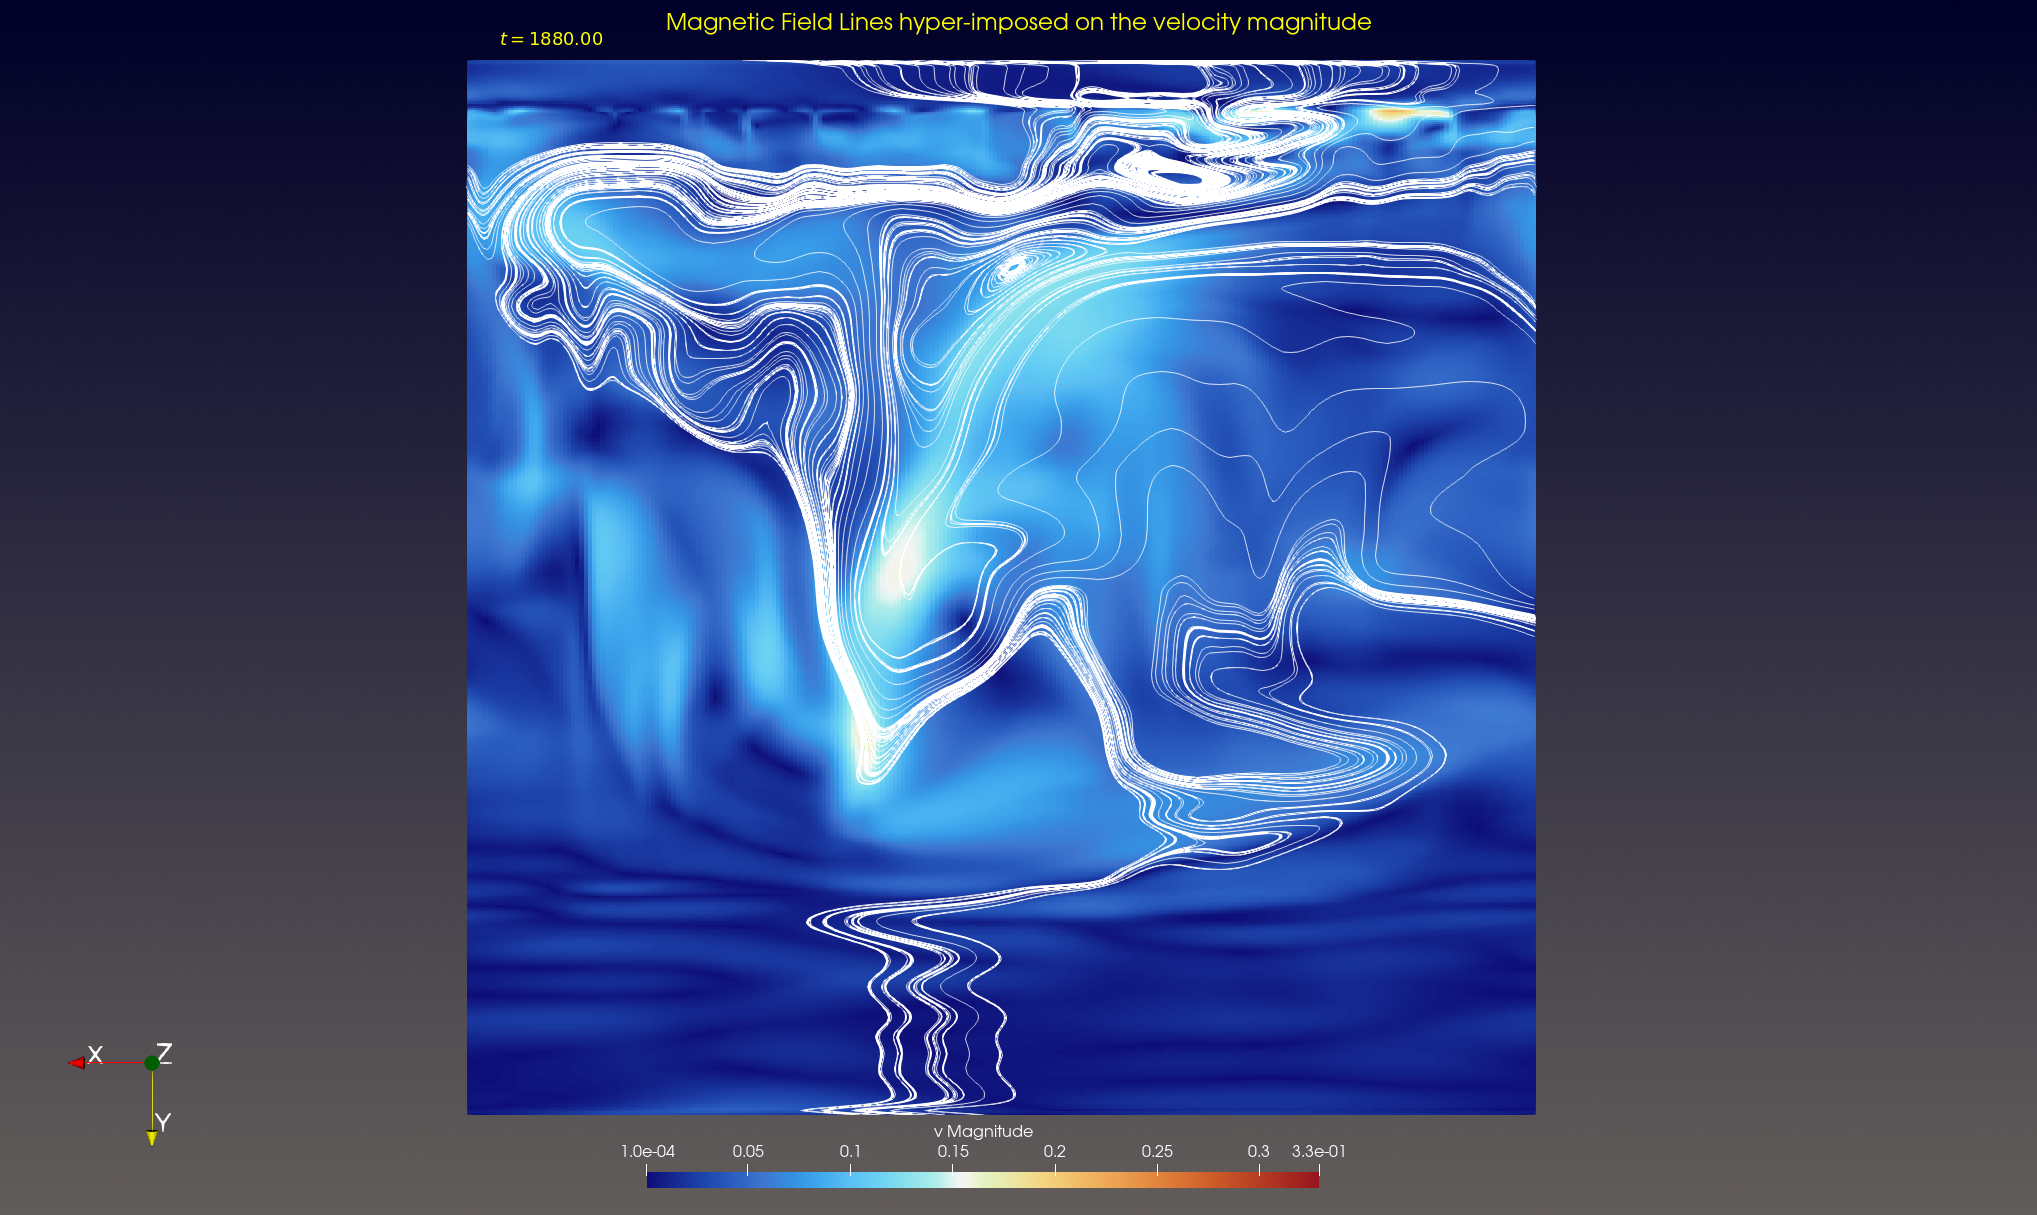 Magnetic Field Lines hyper-imposed on the velocity magnitude
t = 1880.00
X
Z
Y
v Magnitude
1.0e-04 0.05 0.1 0.15 0.2 0.25 0.3 3.3e-01